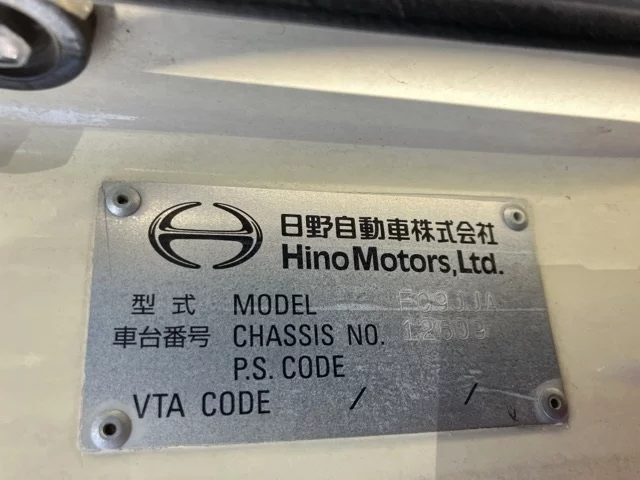 日野自動車株式会社
Hino Motors, Ltd.
型式 MODEL
車台番号 CHASSIS NO. 12609
P.S. CODE
VTA CODE / /